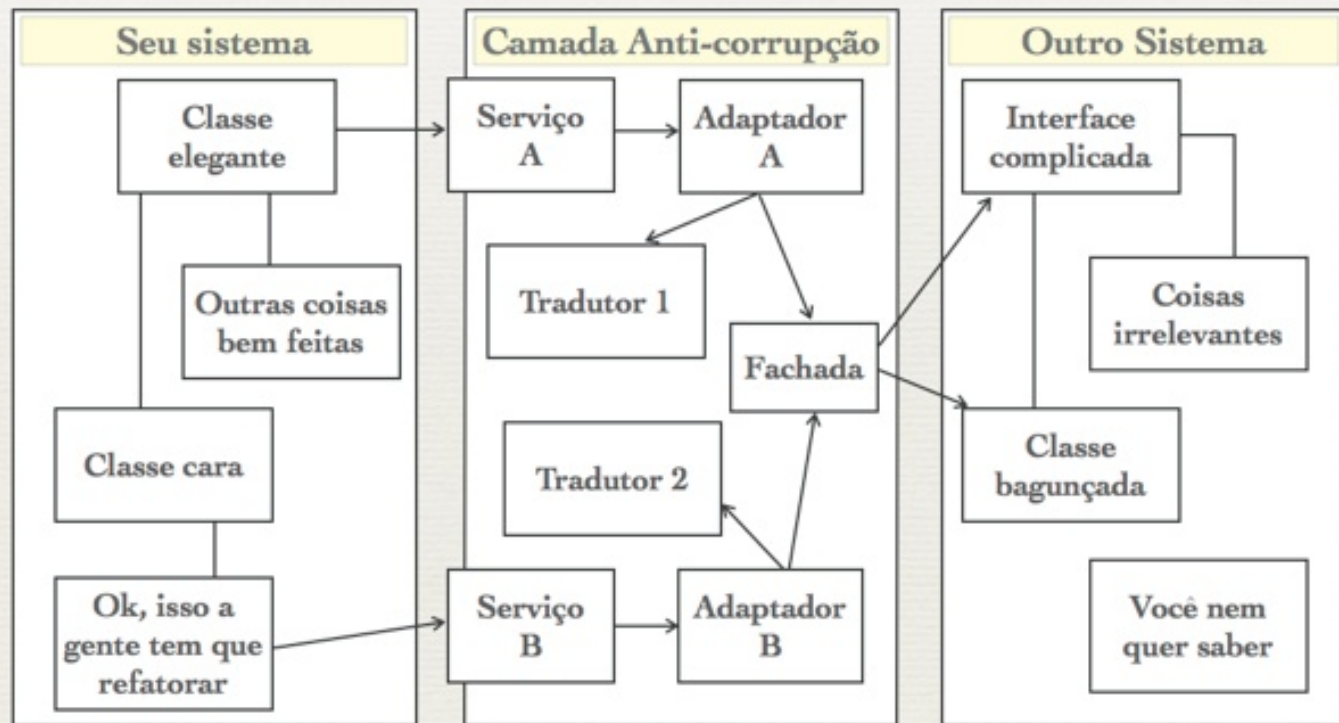 Seu sistema
Classe
elegante
Outras coisas
bem feitas
Classe cara
Ok, isso a
gente tem que
refatorar
Camada Anti-corrupção
Serviço
A
Adaptador
A
Tradutor 1
Fachada
Tradutor 2
Serviço
B
Adaptador
B
Outro Sistema
Interface
complicada
Coisas
irrelevantes
Classe
bagunçada
Você nem
quer saber